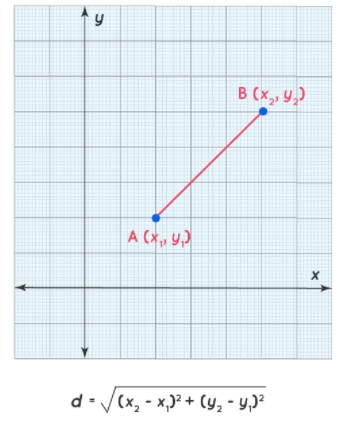 y
B (x₂, y₂)
A (x₁, y₁)
x
d = √(x₂ - x₁)² + (y₂ - y₁)²